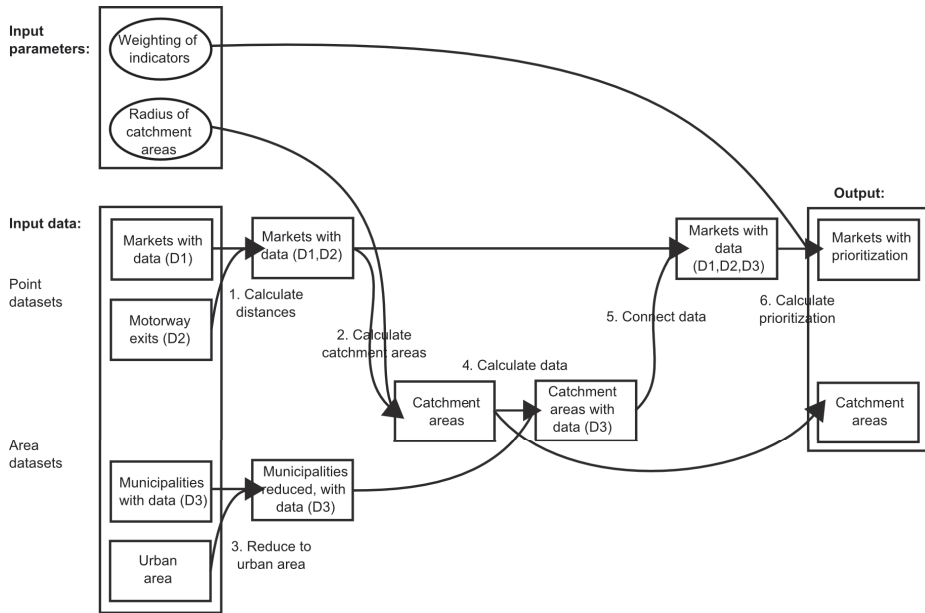 Input
parameters:
Weighting of
indicators
Radius of
catchment
areas
Output:
Input data:
Markets with
data (D1)
Markets with
data (D1,D2)
Markets with
data
(D1,D2,D3)
Markets with
prioritization
Point
datasets
1. Calculate
distances
Motorway
exits (D2)
2. Calculate
catchment areas
5. Connect data
6. Calculate
prioritization
4. Calculate data
Catchment
areas
Catchment
areas with
data (D3)
Catchment
areas
Area
datasets
Municipalities
with data (D3)
Municipalities
reduced, with
data (D3)
3. Reduce to
urban area
Urban
area